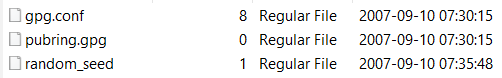 gpg.conf 8 Regular File 2007-09-10 07:30:15
pubring.gpg 0 Regular File 2007-09-10 07:30:15
random_seed 1 Regular File 2007-09-10 07:35:48